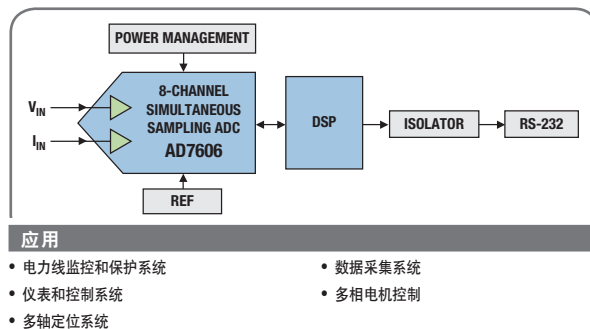 POWER MANAGEMENT
8-CHANNEL
SIMULTANEOUS
SAMPLING ADC
AD7606
VIN
IIN
DSP
ISOLATOR
RS-232
REF
应用
• 电力线监控和保护系统
• 仪表和控制系统
• 多轴定位系统
• 数据采集系统
• 多相电机控制